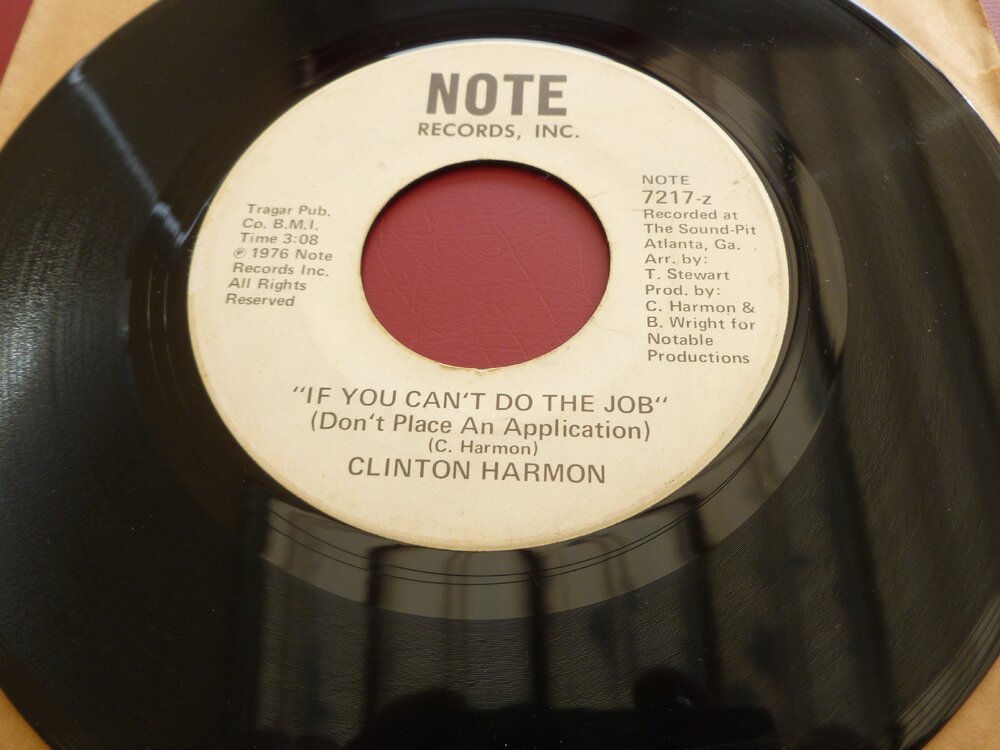 NOTE
RECORDS, INC.
Tragar Pub.
Co. B.M.I.
Time 3:08
℗ 1976 Note
Records Inc.
All Rights
Reserved
NOTE
7217-z
Recorded at
The Sound-Pit
Atlanta, Ga.
Arr. by:
T. Stewart
Prod. by:
C. Harmon &
B. Wright for
Notable
Productions
"IF YOU CAN'T DO THE JOB"
(Don't Place An Application)
(C. Harmon)
CLINTON HARMON